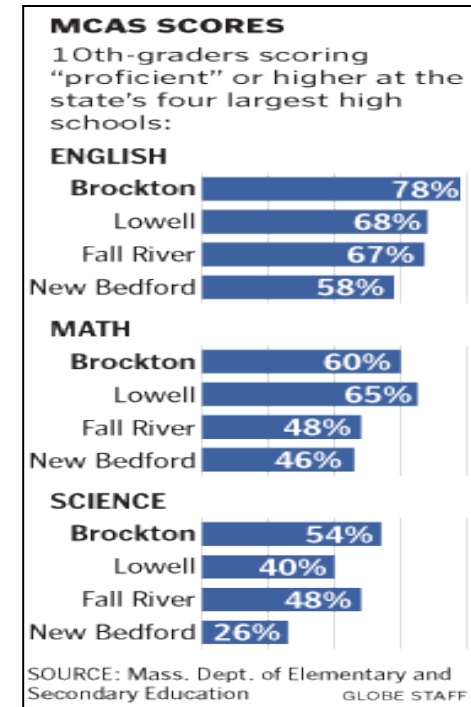 MCAS SCORES
10th-graders scoring
“proficient” or higher at the
state’s four largest high
schools:
ENGLISH
Brockton 78%
Lowell 68%
Fall River 67%
New Bedford 58%
MATH
Brockton 60%
Lowell 65%
Fall River 48%
New Bedford 46%
SCIENCE
Brockton 54%
Lowell 40%
Fall River 48%
New Bedford 26%
SOURCE: Mass. Dept. of Elementary and
Secondary Education GLOBE STAFF